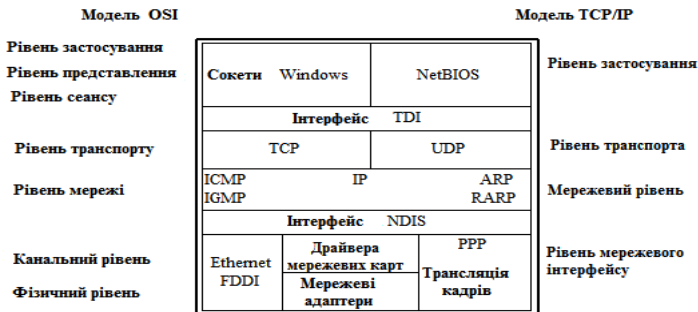 Модель OSI Модель TCP/IP
Рівень застосування
Рівень представлення
Рівень сеансу
Сокети Windows NetBIOS
Рівень застосування
Інтерфейс TDI
Рівень транспорту TCP UDP Рівень транспорта
Рівень мережі
ICMP IP ARP
IGMP RARP
Мережевий рівень
Інтерфейс NDIS
Канальний рівень
Фізичний рівень
Ethernet
FDDI
Драйвера
мережевих карт
Мережеві
адаптери
PPP
Трансляція
кадрів
Рівень мережевого
інтерфейсу